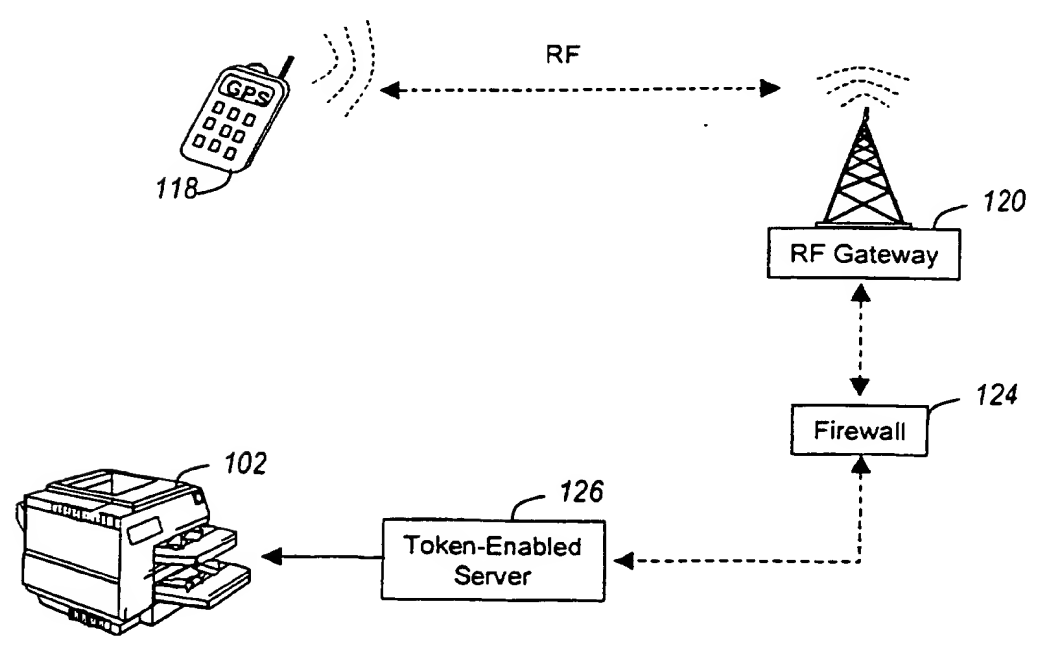 RF
GPS
118
120
RF Gateway
124
Firewall
102
126
Token-Enabled
Server